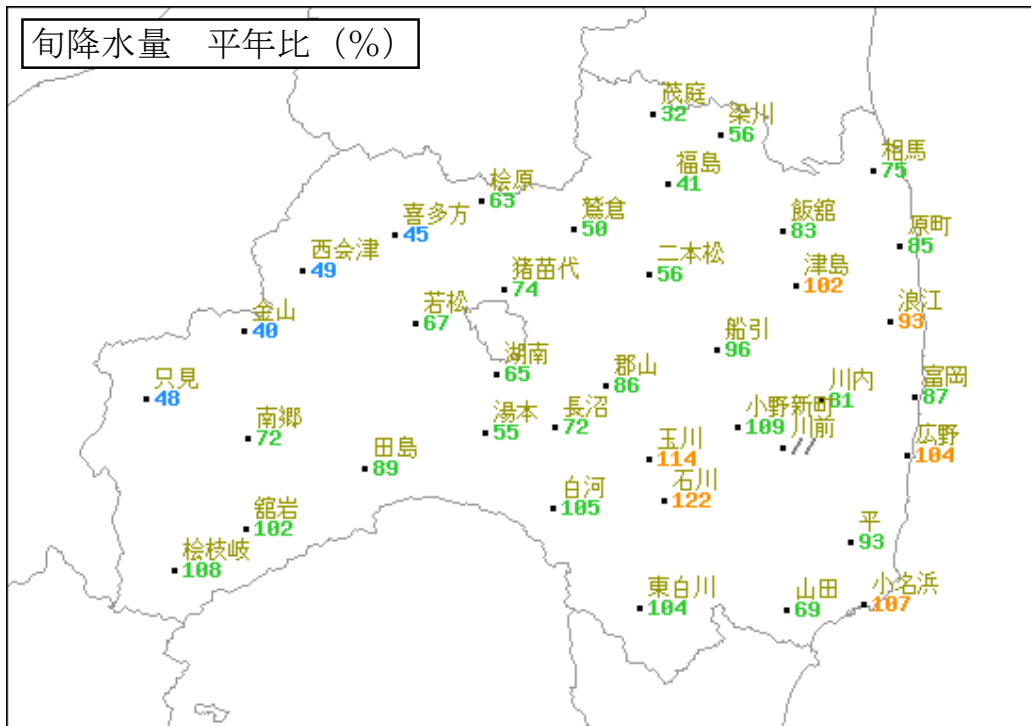 旬降水量　平年比（％）
茂庭
32
梁川
56
相馬
75
福島
41
桧原
63
鷲倉
50
喜多方
45
飯舘
83
原町
85
西会津
49
二本松
56
津島
102
猪苗代
74
浪江
93
若松
67
金山
40
船引
96
湖南
65
郡山
86
只見
48
川内
81
富岡
87
湯本
55
長沼
72
小野新町
109
川前
//
南郷
72
田島
89
玉川
114
広野
104
石川
122
白河
105
舘岩
102
平
93
桧枝岐
108
東白川
104
山田
69
小名浜
107